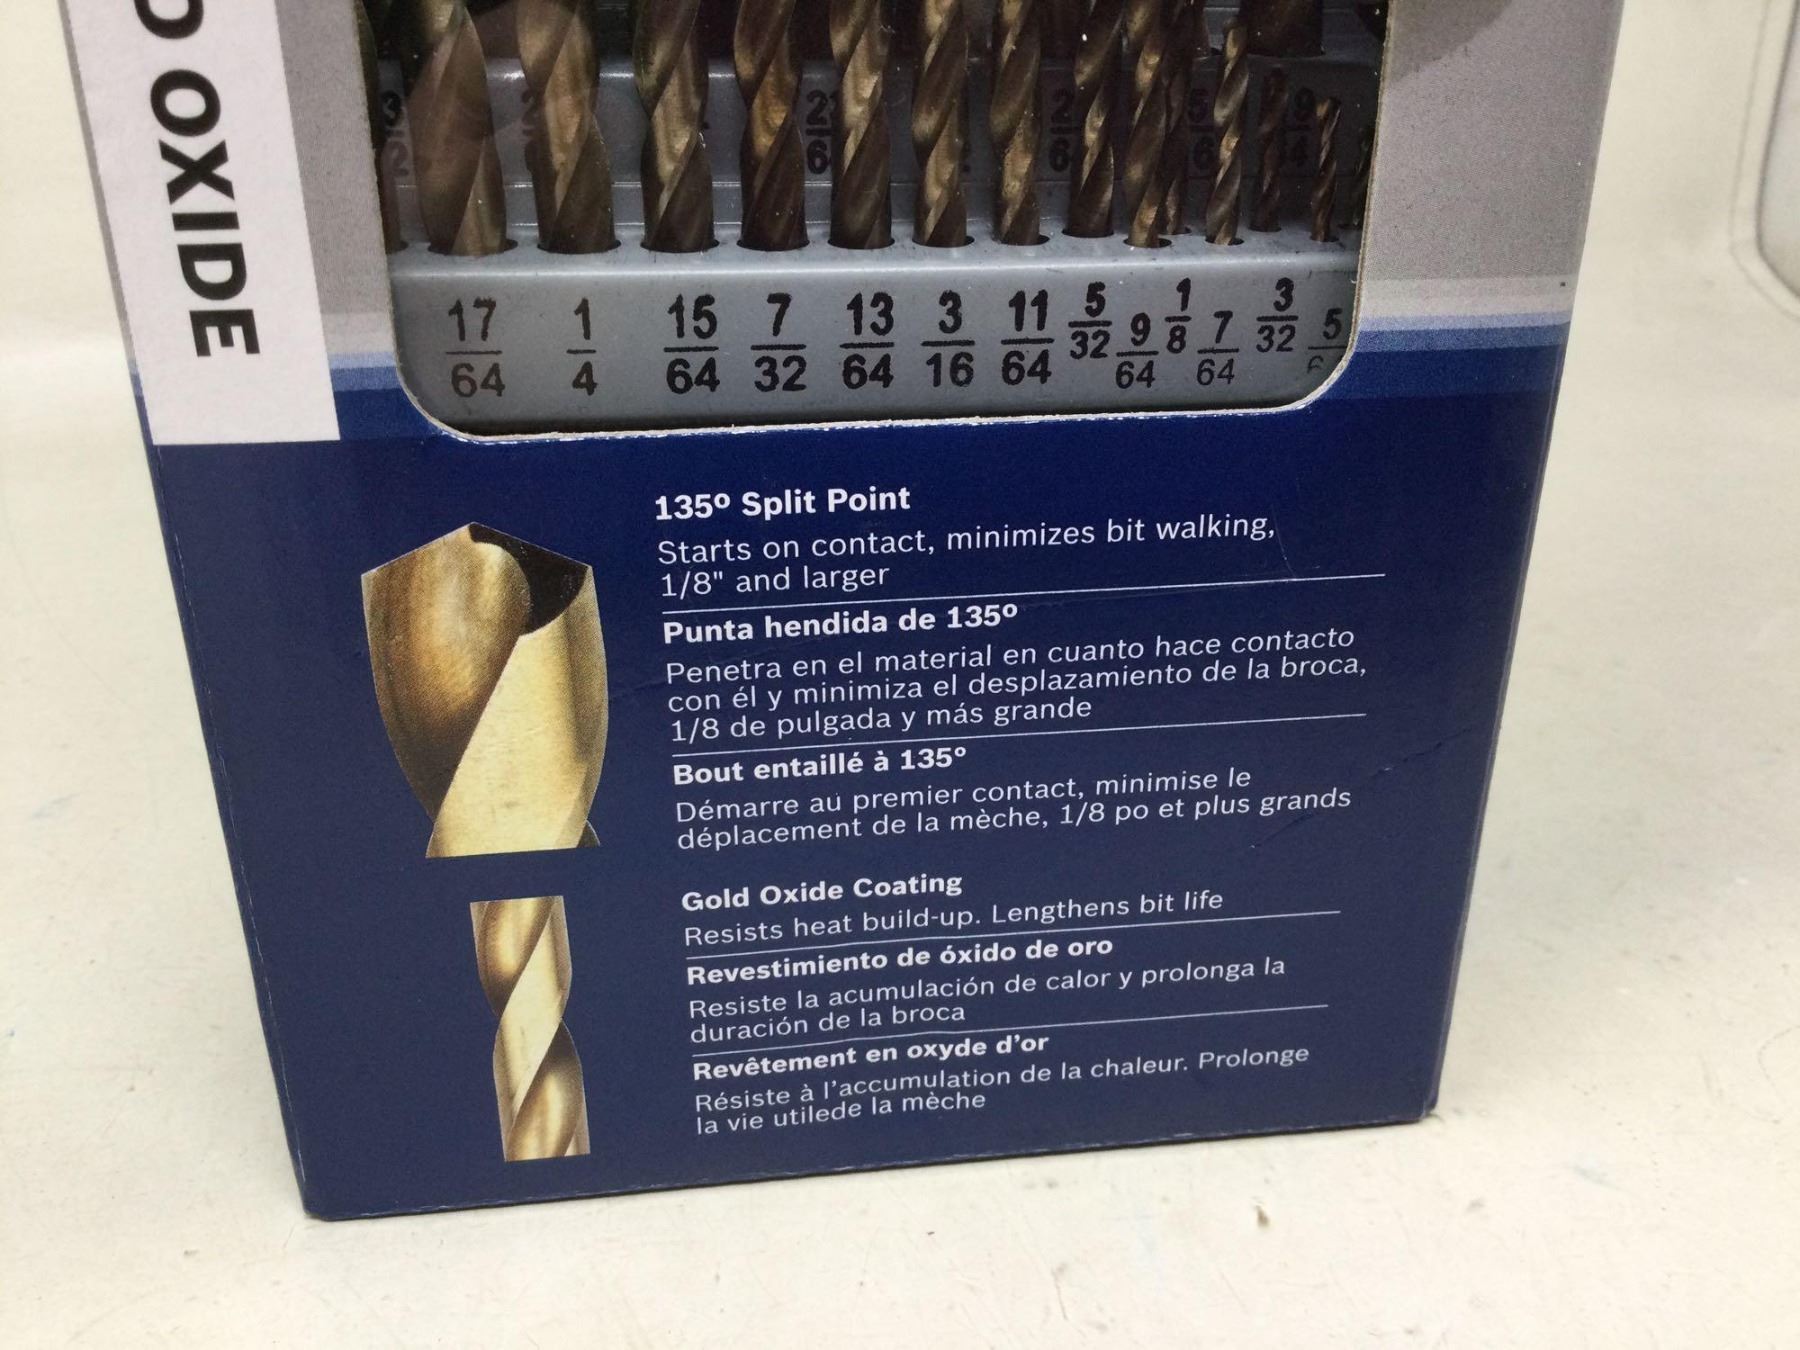 D OXIDE
17/64 1/4 15/64 7/32 13/64 3/16 11/64 5/32 9/64 1/8 7/64 3/32 5/6
135º Split Point
Starts on contact, minimizes bit walking,
1/8" and larger
Punta hendida de 135º
Penetra en el material en cuanto hace contacto
con él y minimiza el desplazamiento de la broca,
1/8 de pulgada y más grande
Bout entaillé à 135º
Démarre au premier contact, minimise le
déplacement de la mèche, 1/8 po et plus grands
Gold Oxide Coating
Resists heat build-up. Lengthens bit life
Revestimiento de óxido de oro
Resiste la acumulación de calor y prolonga la
duración de la broca
Revêtement en oxyde d'or
Résiste à l'accumulation de la chaleur. Prolonge
la vie utilede la mèche